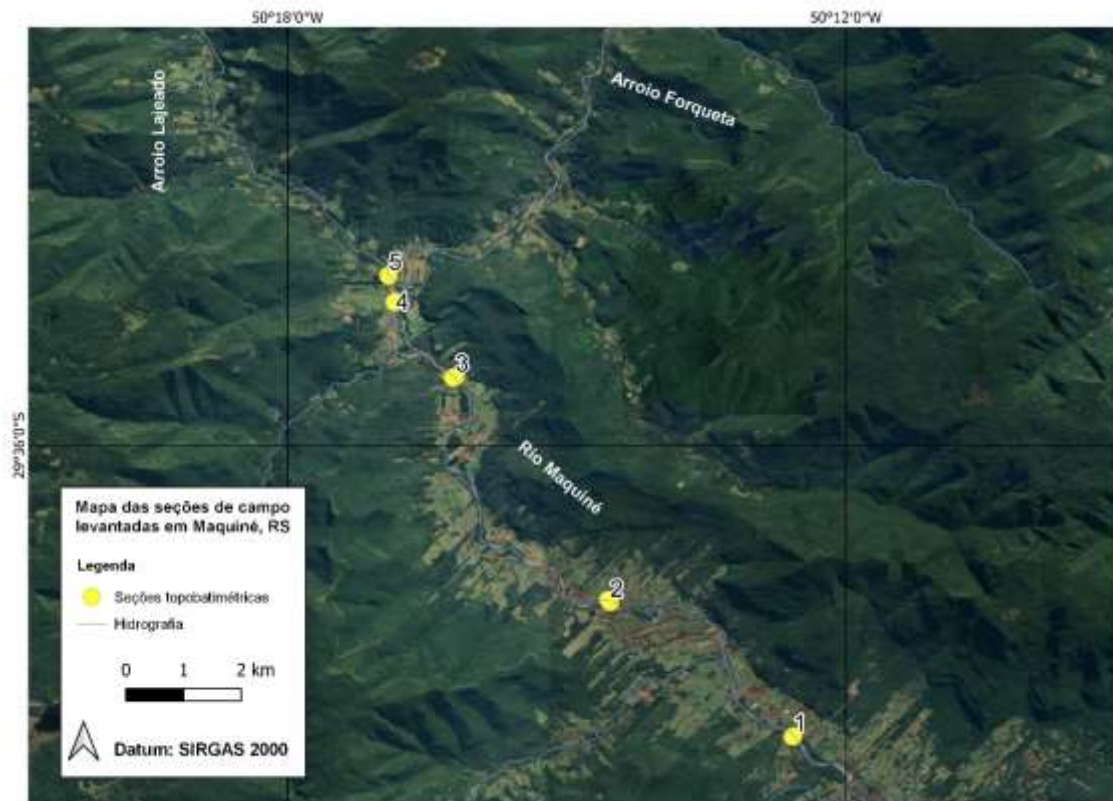 50°18'0"W
50°12'0"W
Arroio Lajeado
Arroio Forqueta
5
4
3
29°36'0"S
Rio Maquiné
2
1
Mapa das seções de campo
levantadas em Maquiné, RS
Legenda
Seções topobatimétricas
Hidrografia
0 1 2 km
Datum: SIRGAS 2000